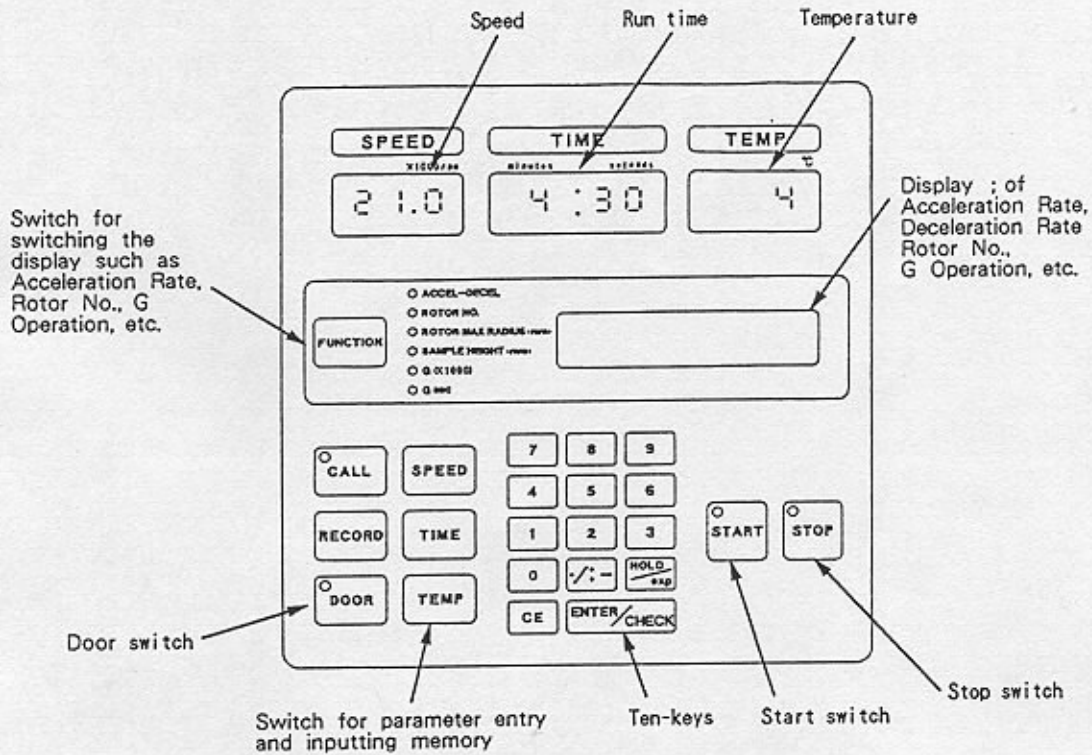 Speed
Run time
Temperature
SPEED
TIME
TEMP
minutes
seconds
°C
21.0
4:30
4
Switch for
switching the
display such as
Acceleration Rate,
Rotor No., G
Operation, etc.
Display ; of
Acceleration Rate,
Deceleration Rate
Rotor No.,
G Operation, etc.
FUNCTION
ACCEL-DECEL
ROTOR NO.
ROTOR MAX RADIUS <mm>
SAMPLE HEIGHT <mm>
CALL
SPEED
RECORD
TIME
DOOR
TEMP
7 8 9
4 5 6
1 2 3
0 ·/:- HOLD/exp
CE ENTER/CHECK
START
STOP
Door switch
Switch for parameter entry
and inputting memory
Ten-keys
Start switch
Stop switch